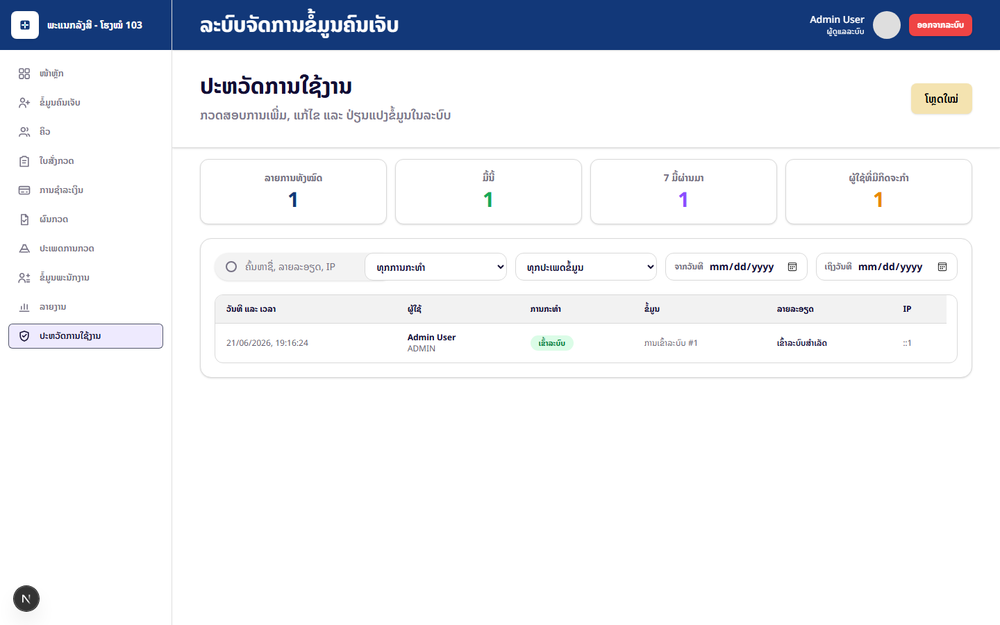 ພະແນກລັງສີ - ໂຮງໝໍ 103
ລະບົບຈັດການຂໍ້ມູນຄົນເຈັບ
Admin User
ຜູ້ດູແລລະບົບ
ອອກຈາກລະບົບ
ໜ້າຫຼັກ
ຂໍ້ມູນຄົນເຈັບ
ຄິວ
ໃບສັ່ງກວດ
ການຊຳລະເງິນ
ຜົນກວດ
ປະເພດການກວດ
ຂໍ້ມູນພະນັກງານ
ລາຍງານ
ປະຫວັດການໃຊ້ງານ
ປະຫວັດການໃຊ້ງານ
ກວດສອບການເພີ່ມ, ແກ້ໄຂ ແລະ ປ່ຽນແປງຂໍ້ມູນໃນລະບົບ
ໂຫຼດໃໝ່
ລາຍການທັງໝົດ
1
ມື້ນີ້
1
7 ມື້ຜ່ານມາ
1
ຜູ້ໃຊ້ທີ່ມີກິດຈະກຳ
1
ຄົ້ນຫາຊື່, ລາຍລະອຽດ, IP
ທຸກການກະທຳ
ທຸກປະເພດຂໍ້ມູນ
ຈາກວັນທີ mm/dd/yyyy
ເຖິງວັນທີ mm/dd/yyyy
ວັນທີ ແລະ ເວລາ ຜູ້ໃຊ້ ການກະທຳ ຂໍ້ມູນ ລາຍລະອຽດ IP
21/06/2026, 19:16:24 Admin User ເຂົ້າລະບົບ ການເຂົ້າລະບົບ #1 ເຂົ້າລະບົບສຳເລັດ ::1
ADMIN
N